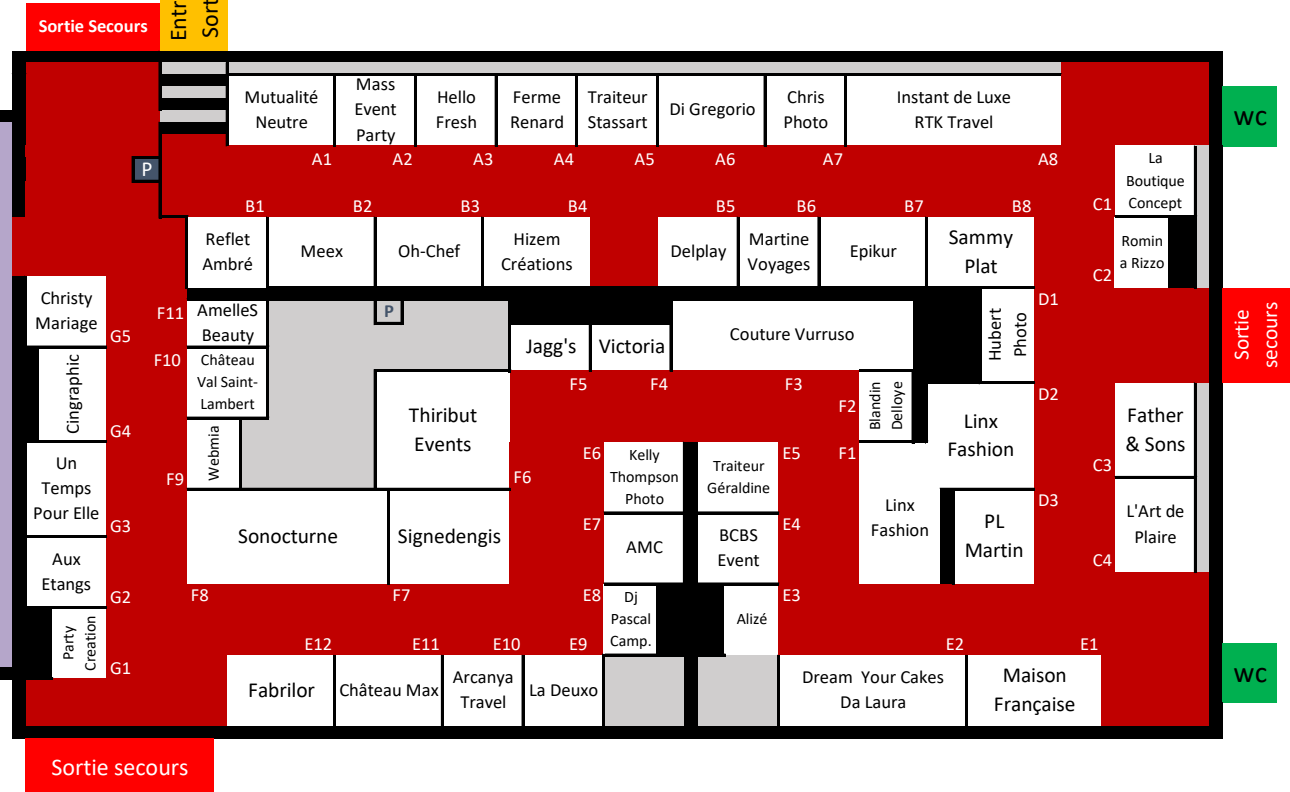 Sortie Secours
Entr
Sort
Mutualité
Neutre
Mass
Event
Party
Hello
Fresh
Ferme
Renard
Traiteur
Stassart
Di Gregorio
Chris
Photo
Instant de Luxe
RTK Travel
WC
P
A1
A2
A3
A4
A5
A6
A7
A8
La
Boutique
Concept
B1
B2
B3
B4
B5
B6
B7
B8
C1
Reflet
Ambré
Meex
Oh-Chef
Hizem
Créations
Delplay
Martine
Voyages
Epikur
Sammy
Plat
Romin
a Rizzo
C2
Christy
Mariage
G5
F11
AmelleS
Beauty
P
Jagg's
Victoria
Couture Vurruso
Hubert
Photo
D1
Sortie
secours
F10
Château
Val Saint-
Lambert
Cingraphic
G4
Thiribut
Events
F5
F4
F3
F2
Blandin
Delloye
D2
Linx
Fashion
Father
& Sons
C3
Un
Temps
Pour Elle
G3
F9
Webmia
F6
E6
Kelly
Thompson
Photo
Traiteur
Géraldine
E5
F1
Linx
Fashion
D3
PL
Martin
L'Art de
Plaire
C4
Sonocturne
Signedengis
E7
AMC
BCBS
Event
E4
Aux
Etangs
G2
F8
F7
E8
Dj
Pascal
Camp.
Alizé
E3
Party
Creation
G1
E12
E11
E10
E9
E2
E1
Fabrilor
Château Max
Arcanya
Travel
La Deuxo
Dream Your Cakes
Da Laura
Maison
Française
WC
Sortie secours